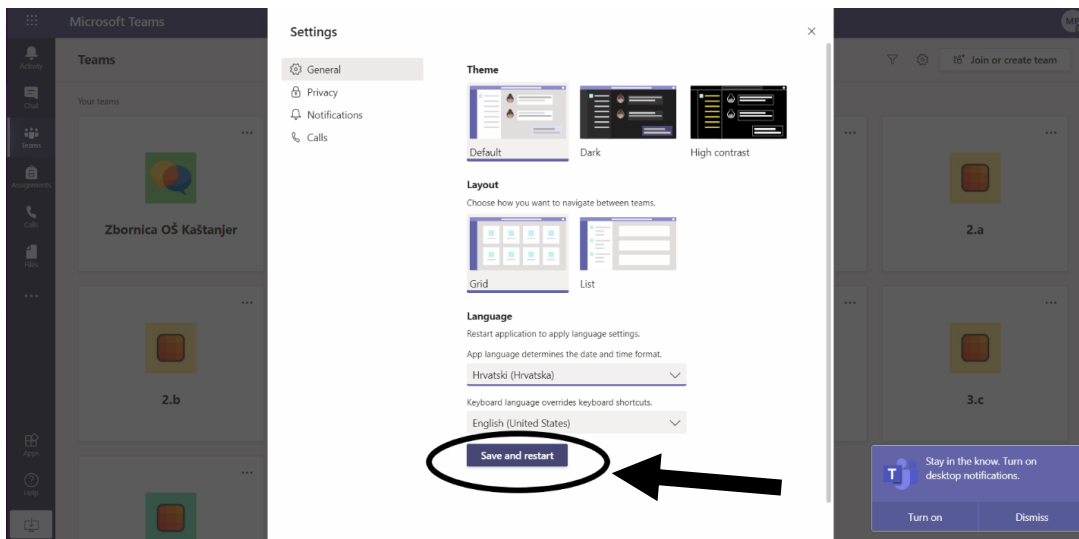 Microsoft Teams
MP
Activity
Chat
Teams
Assignments
Calls
Files
Apps
Help
Teams
Join or create team
Your teams
Zbornica OŠ Kaštanjer
2.a
2.b
3.c
Settings
General
Privacy
Notifications
Calls
Theme
Default
Dark
High contrast
Layout
Choose how you want to navigate between teams.
Grid
List
Language
Restart application to apply language settings.
App language determines the date and time format.
Hrvatski (Hrvatska)
Keyboard language overrides keyboard shortcuts.
English (United States)
Save and restart
T
Stay in the know. Turn on
desktop notifications.
Turn on
Dismiss